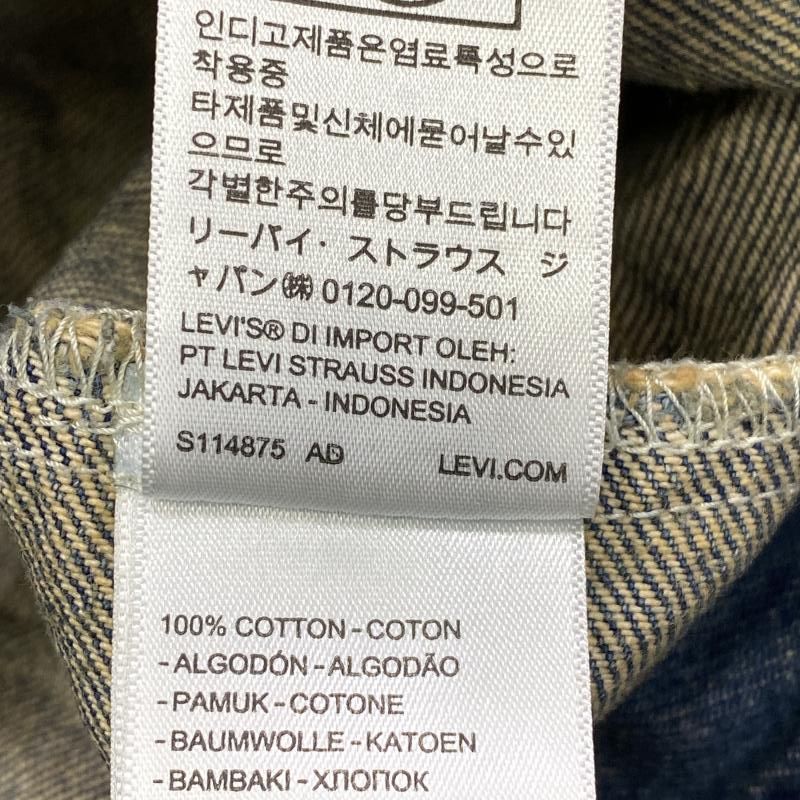 인디고제품은염료특성으로
착용중
타제품및신체에묻어날수있
으므로
각별한주의를당부드립니다
リーバイ・ストラウス ジ
ャパン㈱ 0120-099-501
LEVI'S® DI IMPORT OLEH:
PT LEVI STRAUSS INDONESIA
JAKARTA - INDONESIA
S114875 AD LEVI.COM
100% COTTON - COTON
- ALGODÓN - ALGODÃO
- PAMUK - COTONE
- BAUMWOLLE - KATOEN
- BAMBAKI - ХЛОПОК